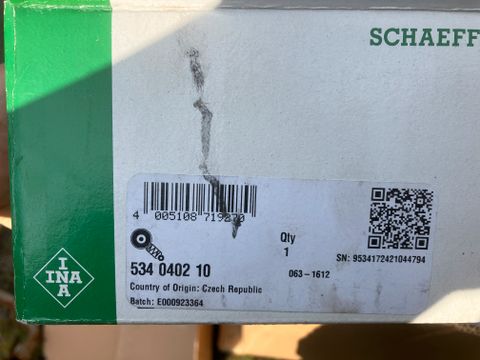 SCHAEFF
4 005108 719270
534 0402 10
Qty
1
SN: 9534172421044794
063-1612
Country of Origin: Czech Republic
Batch: E000923364
INA
INA